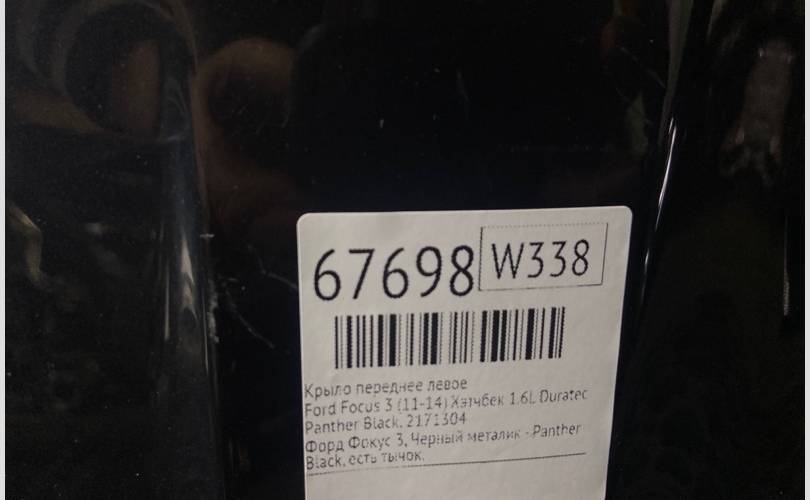 67698 W338
Крыло переднее левое
Ford Focus 3 (11-14) Хэтчбек 1.6L Duratec
Panther Black, 2171304
Форд Фокус 3, Черный металик - Panther
Black, есть тычок.